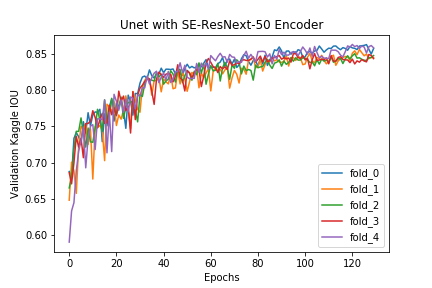 Unet with SE-ResNext-50 Encoder
Validation Kaggle IOU
0.85
0.80
0.75
0.70
0.65
0.60
fold_0
fold_1
fold_2
fold_3
fold_4
0 20 40 60 80 100 120
Epochs